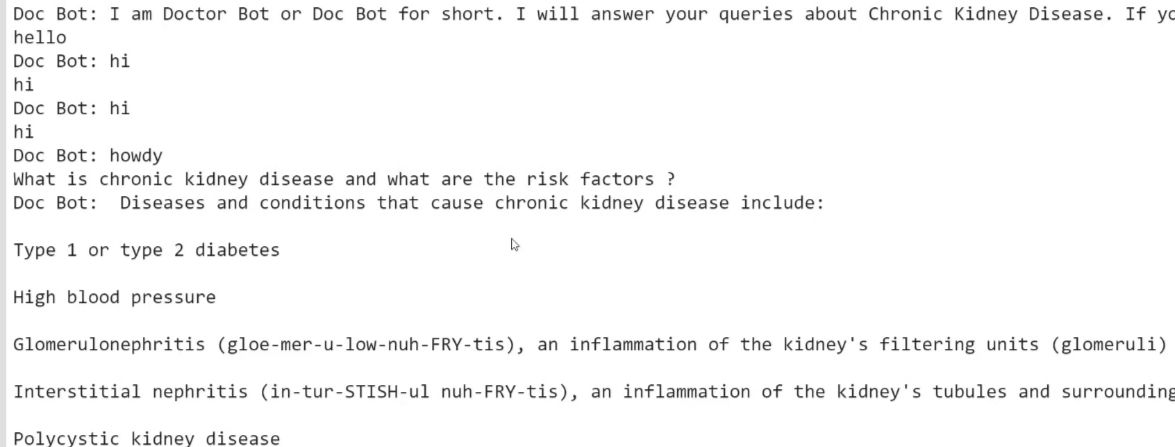 Doc Bot: I am Doctor Bot or Doc Bot for short. I will answer your queries about Chronic Kidney Disease. If
hello
Doc Bot: hi
hi
Doc Bot: hi
hi
Doc Bot: howdy
What is chronic kidney disease and what are the risk factors ?
Doc Bot:  Diseases and conditions that cause chronic kidney disease include:
Type 1 or type 2 diabetes
High blood pressure
Glomerulonephritis (gloe-mer-u-low-nuh-FRY-tis), an inflammation of the kidney's filtering units (glomeruli)
Interstitial nephritis (in-tur-STISH-ul nuh-FRY-tis), an inflammation of the kidney's tubules and surrounding
Polycystic kidney disease